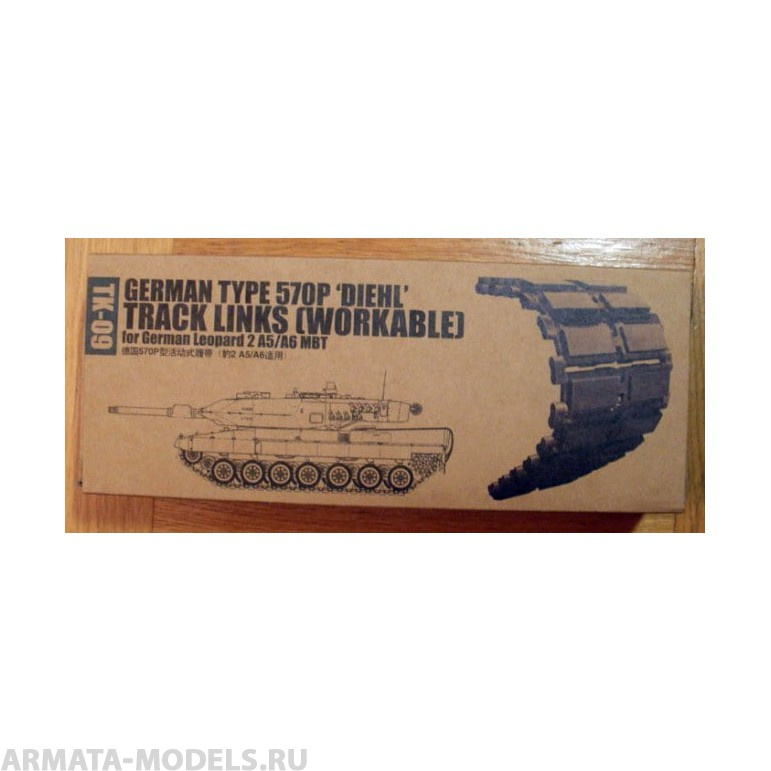 TK-09
GERMAN TYPE 570P 'DIEHL'
TRACK LINKS (WORKABLE)
for German Leopard 2 A5/A6 MBT
德国570P型活动式履带（豹2 A5/A6适用）
ARMATA-MODELS.RU